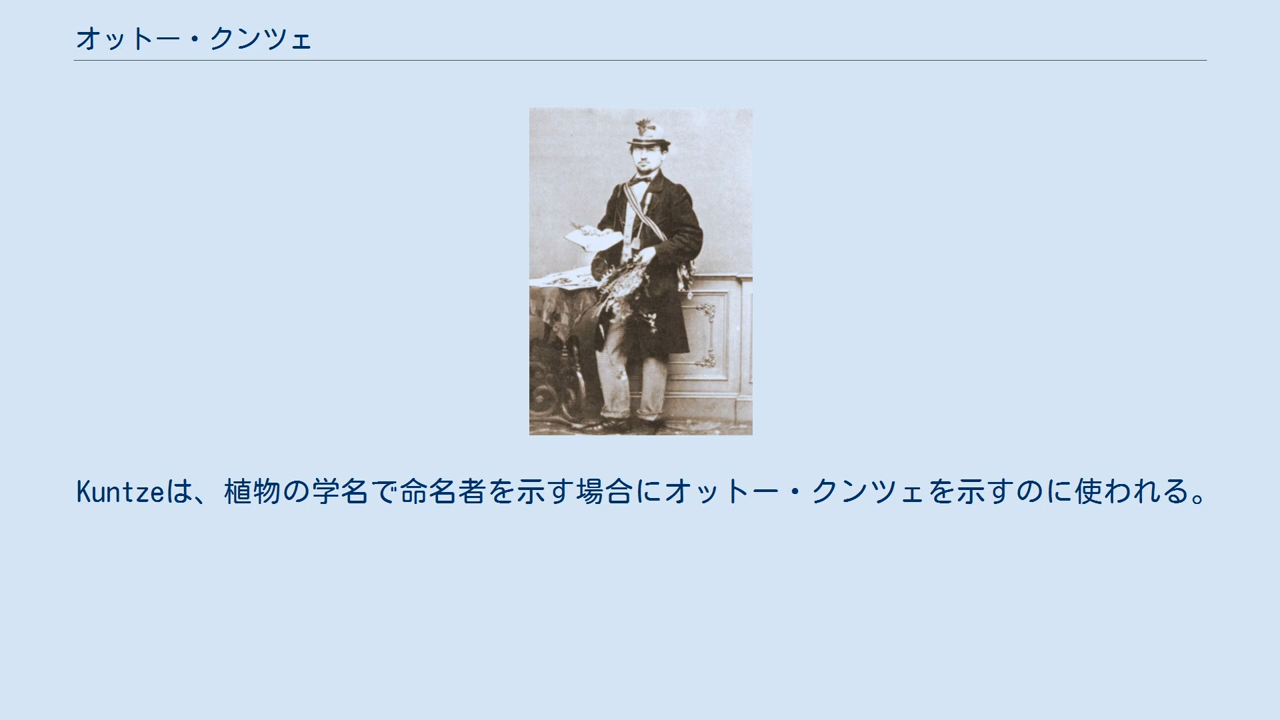 オットー・クンツェ
Kuntzeは、植物の学名で命名者を示す場合にオットー・クンツェを示すのに使われる。